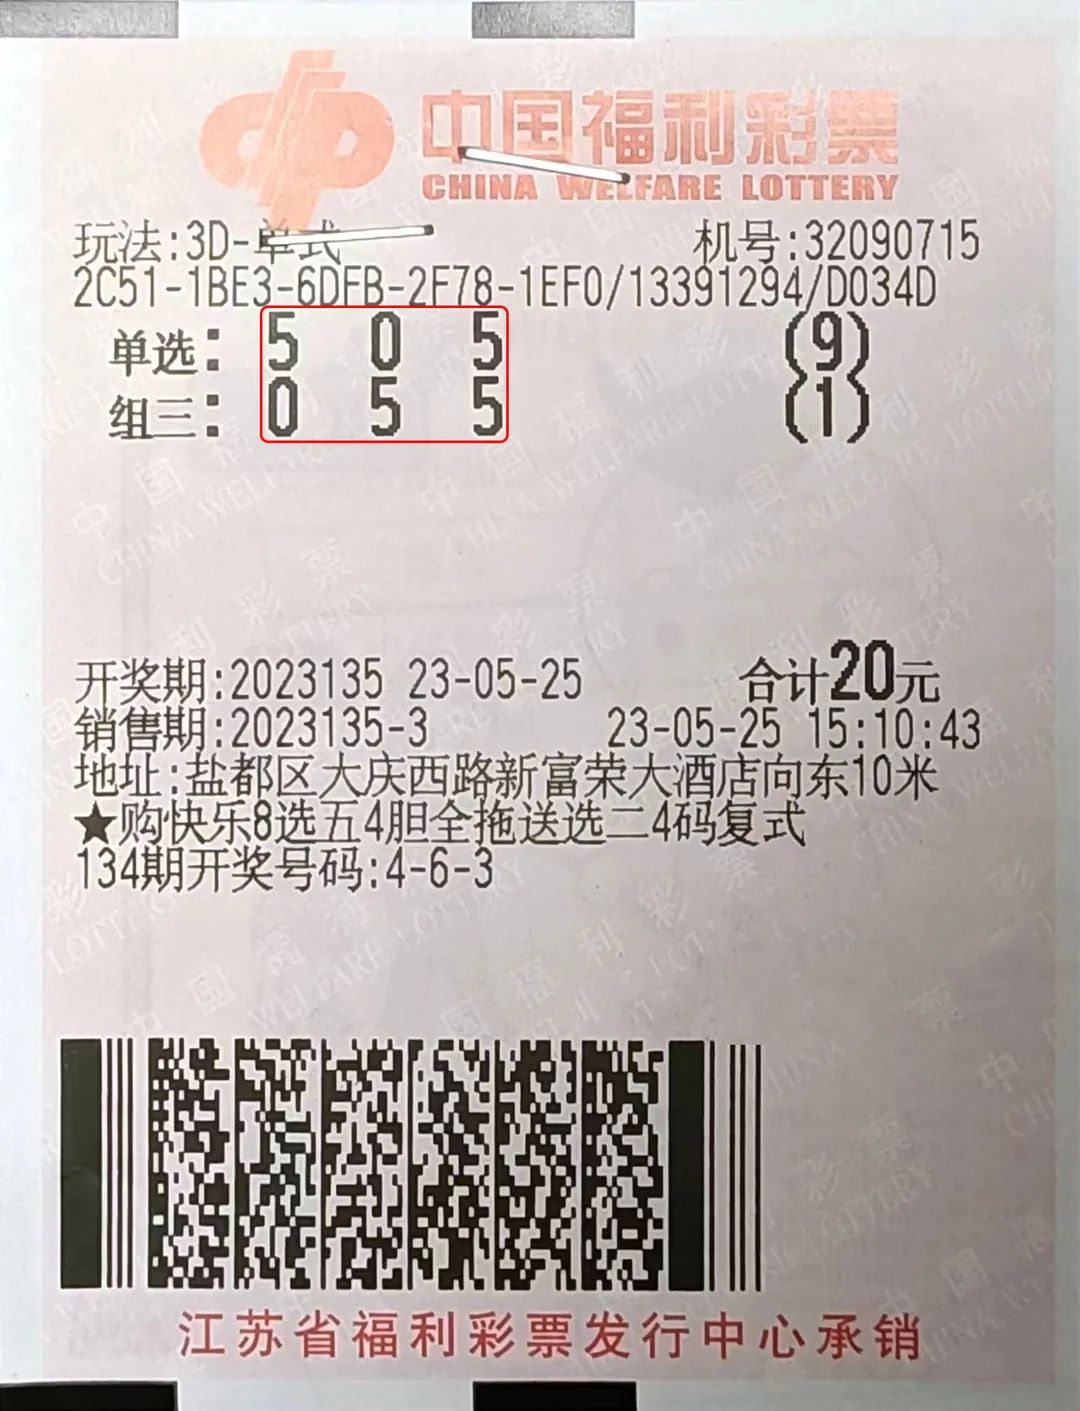 中国福利彩票
CHINA WELFARE LOTTERY
玩法:3D-单式 机号:32090715
2C51-1BE3-6DFB-2F78-1EF0/13391294/D034D
单选: 5 0 5 (9)
组三: 0 5 5 (1)
开奖期:2023135 23-05-25 合计20元
销售期:2023135-3 23-05-25 15:10:43
地址:盐都区大庆西路新富荣大酒店向东10米
★购快乐8选五4胆全拖送选二4码复式
134期开奖号码:4-6-3
江苏省福利彩票发行中心承销